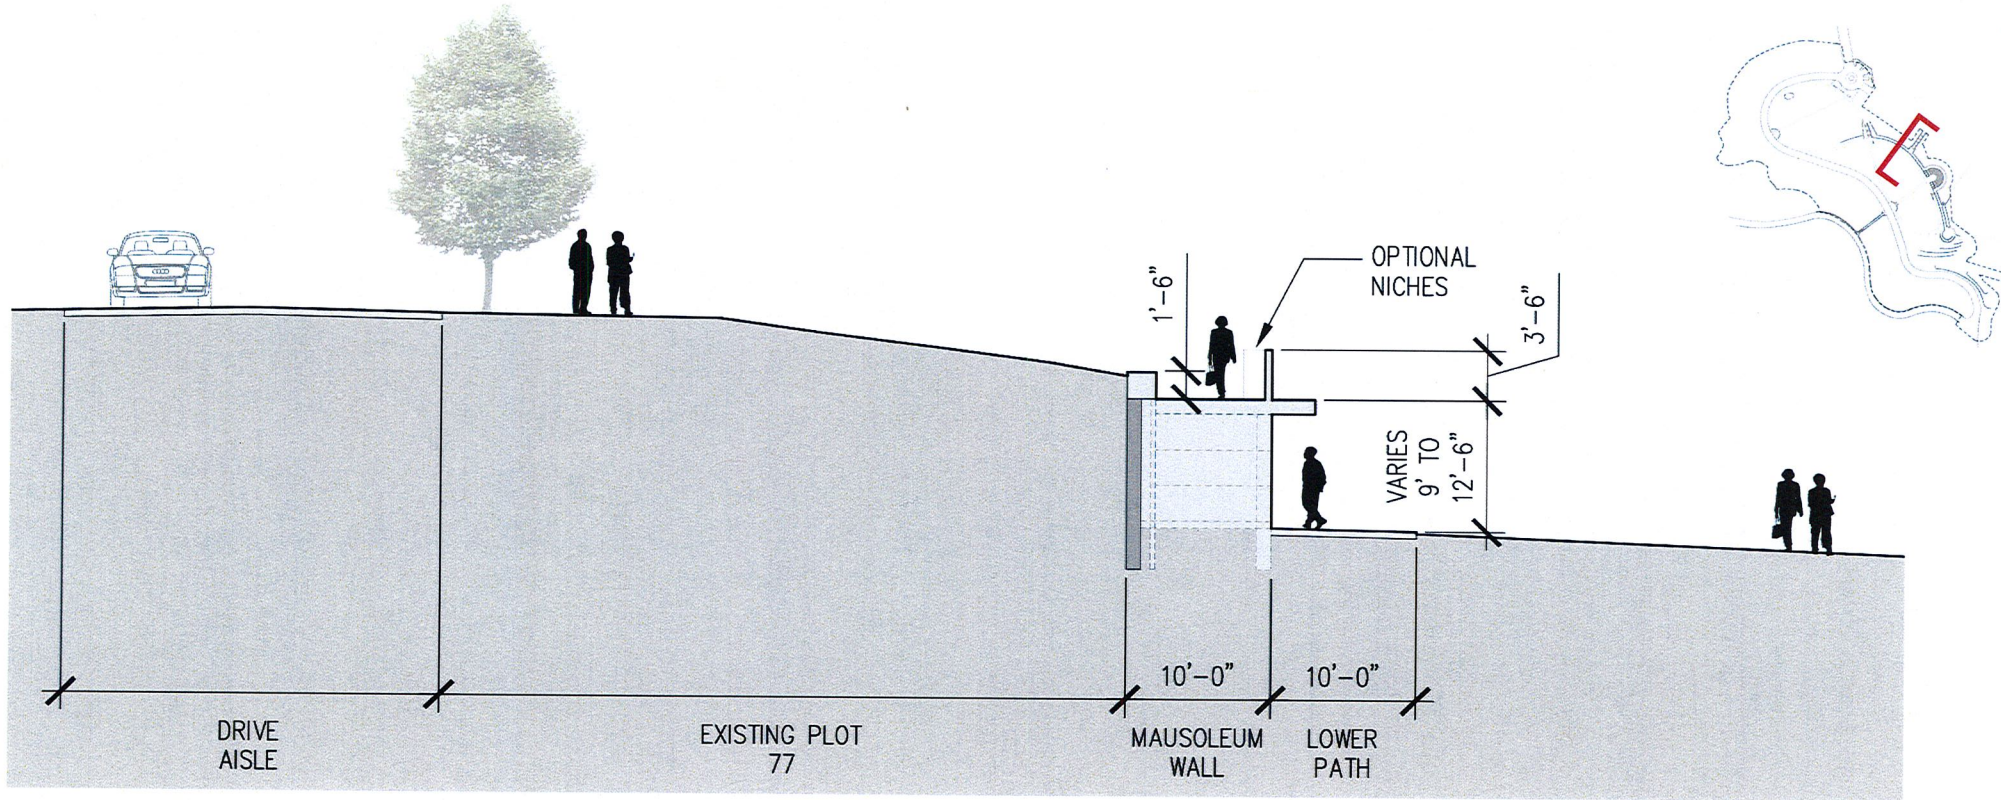 OPTIONAL
NICHES
1'-6"
3'-6"
VARIES
9' TO
12'-6"
10'-0"
10'-0"
DRIVE
AISLE
EXISTING PLOT
77
MAUSOLEUM
WALL
LOWER
PATH